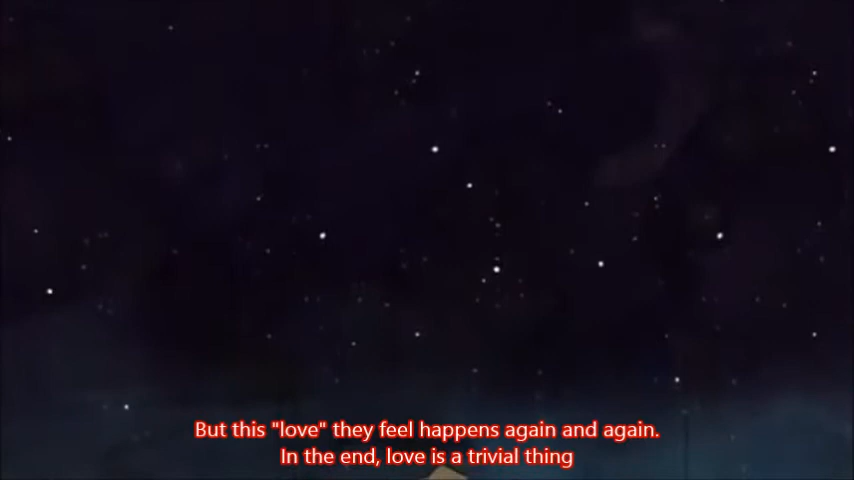 But this "love" they feel happens again and again.
In the end, love is a trivial thing